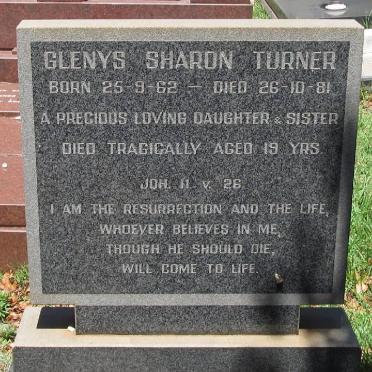 GLENYS SHARON TURNER
BORN 25-9-62 — DIED 26-10-81
A PRECIOUS LOVING DAUGHTER & SISTER
DIED TRAGICALLY AGED 19 YRS
JOH. 11. v. 26
I AM THE RESURRECTION AND THE LIFE,
WHOEVER BELIEVES IN ME,
THOUGH HE SHOULD DIE,
WILL COME TO LIFE.